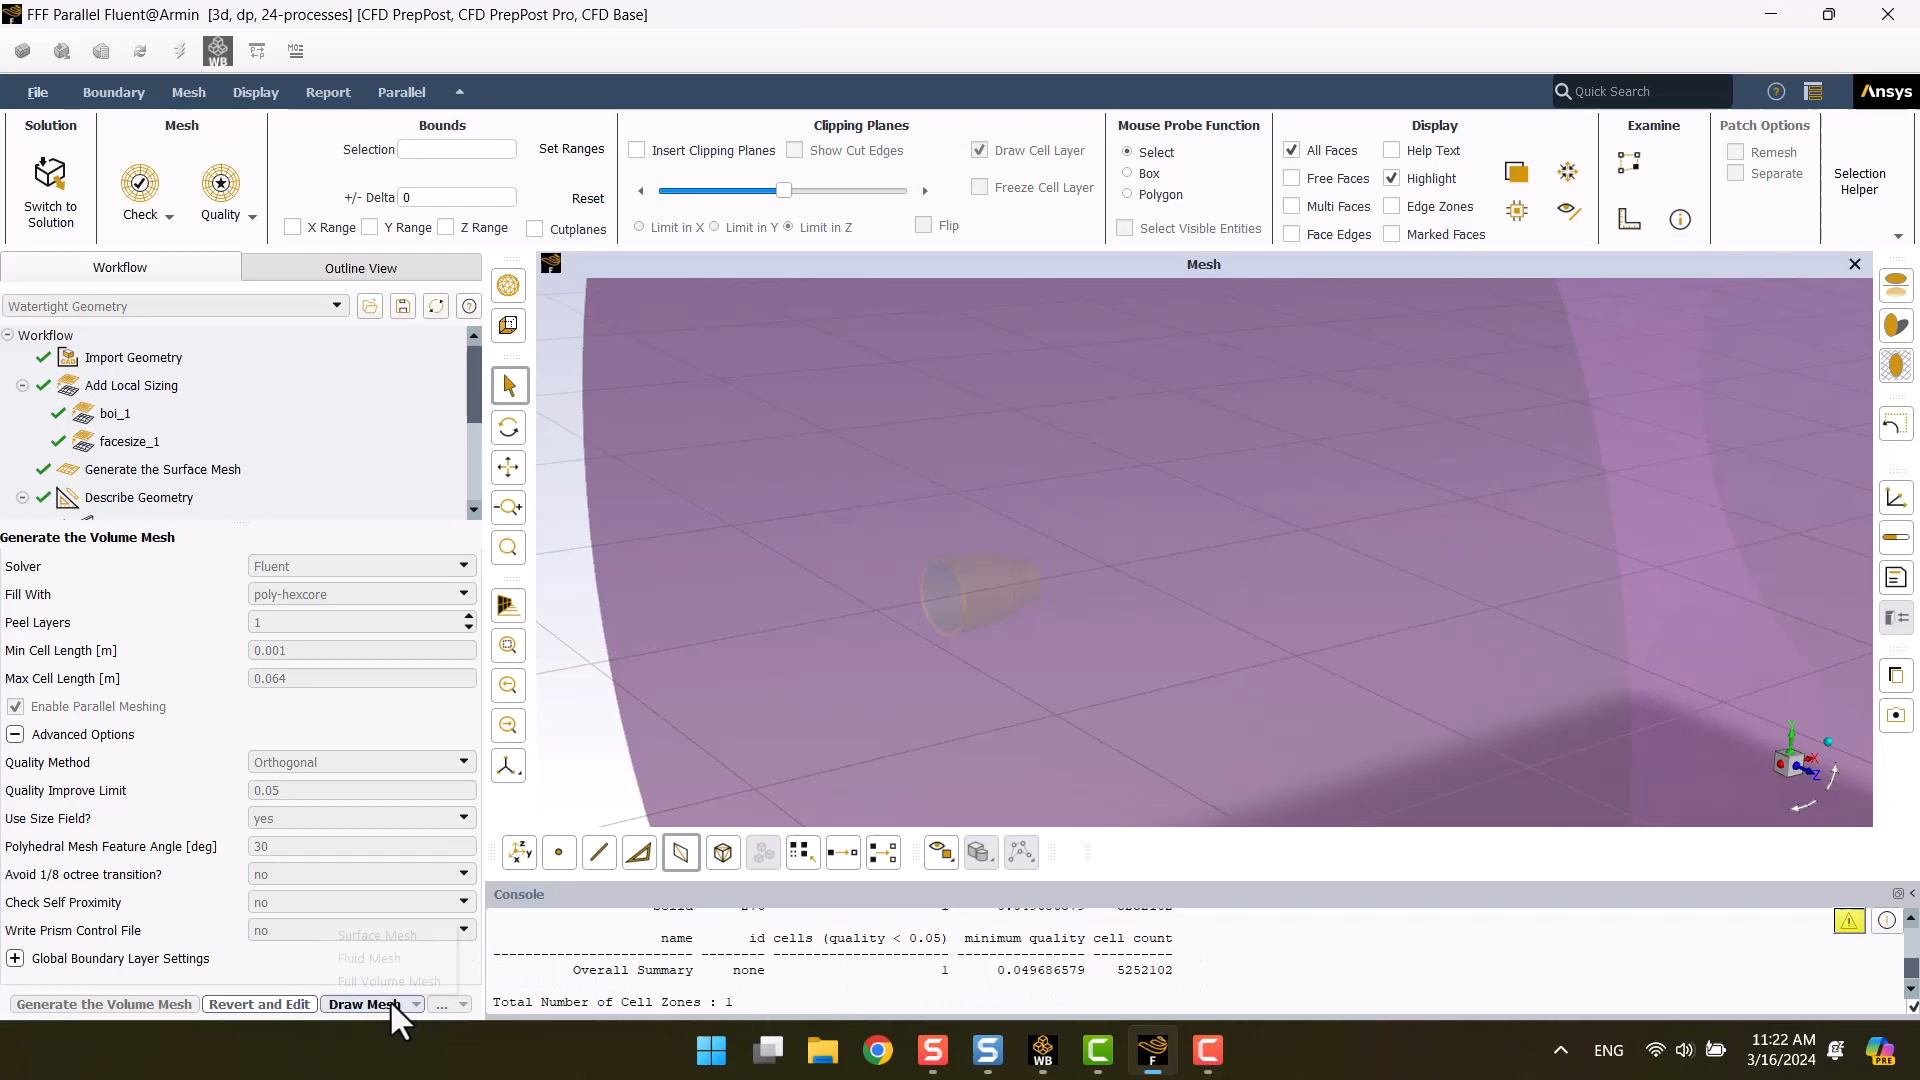 FFF Parallel Fluent@Armin [3d, dp, 24-processes] [CFD PrepPost, CFD PrepPost Pro, CFD Base]
WB
File Boundary Mesh Display Report Parallel
Quick Search
Ansys
Solution Mesh Bounds Clipping Planes Mouse Probe Function Display Examine Patch Options
Selection Set Ranges Insert Clipping Planes Show Cut Edges Draw Cell Layer Select All Faces Help Text Remesh
Box Free Faces Highlight Separate Selection Helper
Check Quality +/- Delta 0 Reset Freeze Cell Layer Polygon Multi Faces Edge Zones
Switch to Solution
X Range Y Range Z Range Cutplanes Limit in X Limit in Y Limit in Z Flip Select Visible Entities Face Edges Marked Faces
Workflow Outline View
Mesh
Watertight Geometry
Workflow
Import Geometry
Add Local Sizing
boi_1
facesize_1
Generate the Surface Mesh
Describe Geometry
Generate the Volume Mesh
Solver Fluent
Fill With poly-hexcore
Peel Layers 1
Min Cell Length [m] 0.001
Max Cell Length [m] 0.064
Enable Parallel Meshing
Advanced Options
Quality Method Orthogonal
Quality Improve Limit 0.05
Use Size Field? yes
Polyhedral Mesh Feature Angle [deg] 30
Avoid 1/8 octree transition? no
Check Self Proximity no
Write Prism Control File no
Surface Mesh
Fluid Mesh
Full Volume Mesh
Global Boundary Layer Settings
Generate the Volume Mesh Revert and Edit Draw Mesh ...
Console
name id cells (quality < 0.05) minimum quality cell count
Overall Summary none 1 0.049686579 5252102
Total Number of Cell Zones : 1
ENG
11:22 AM
3/16/2024